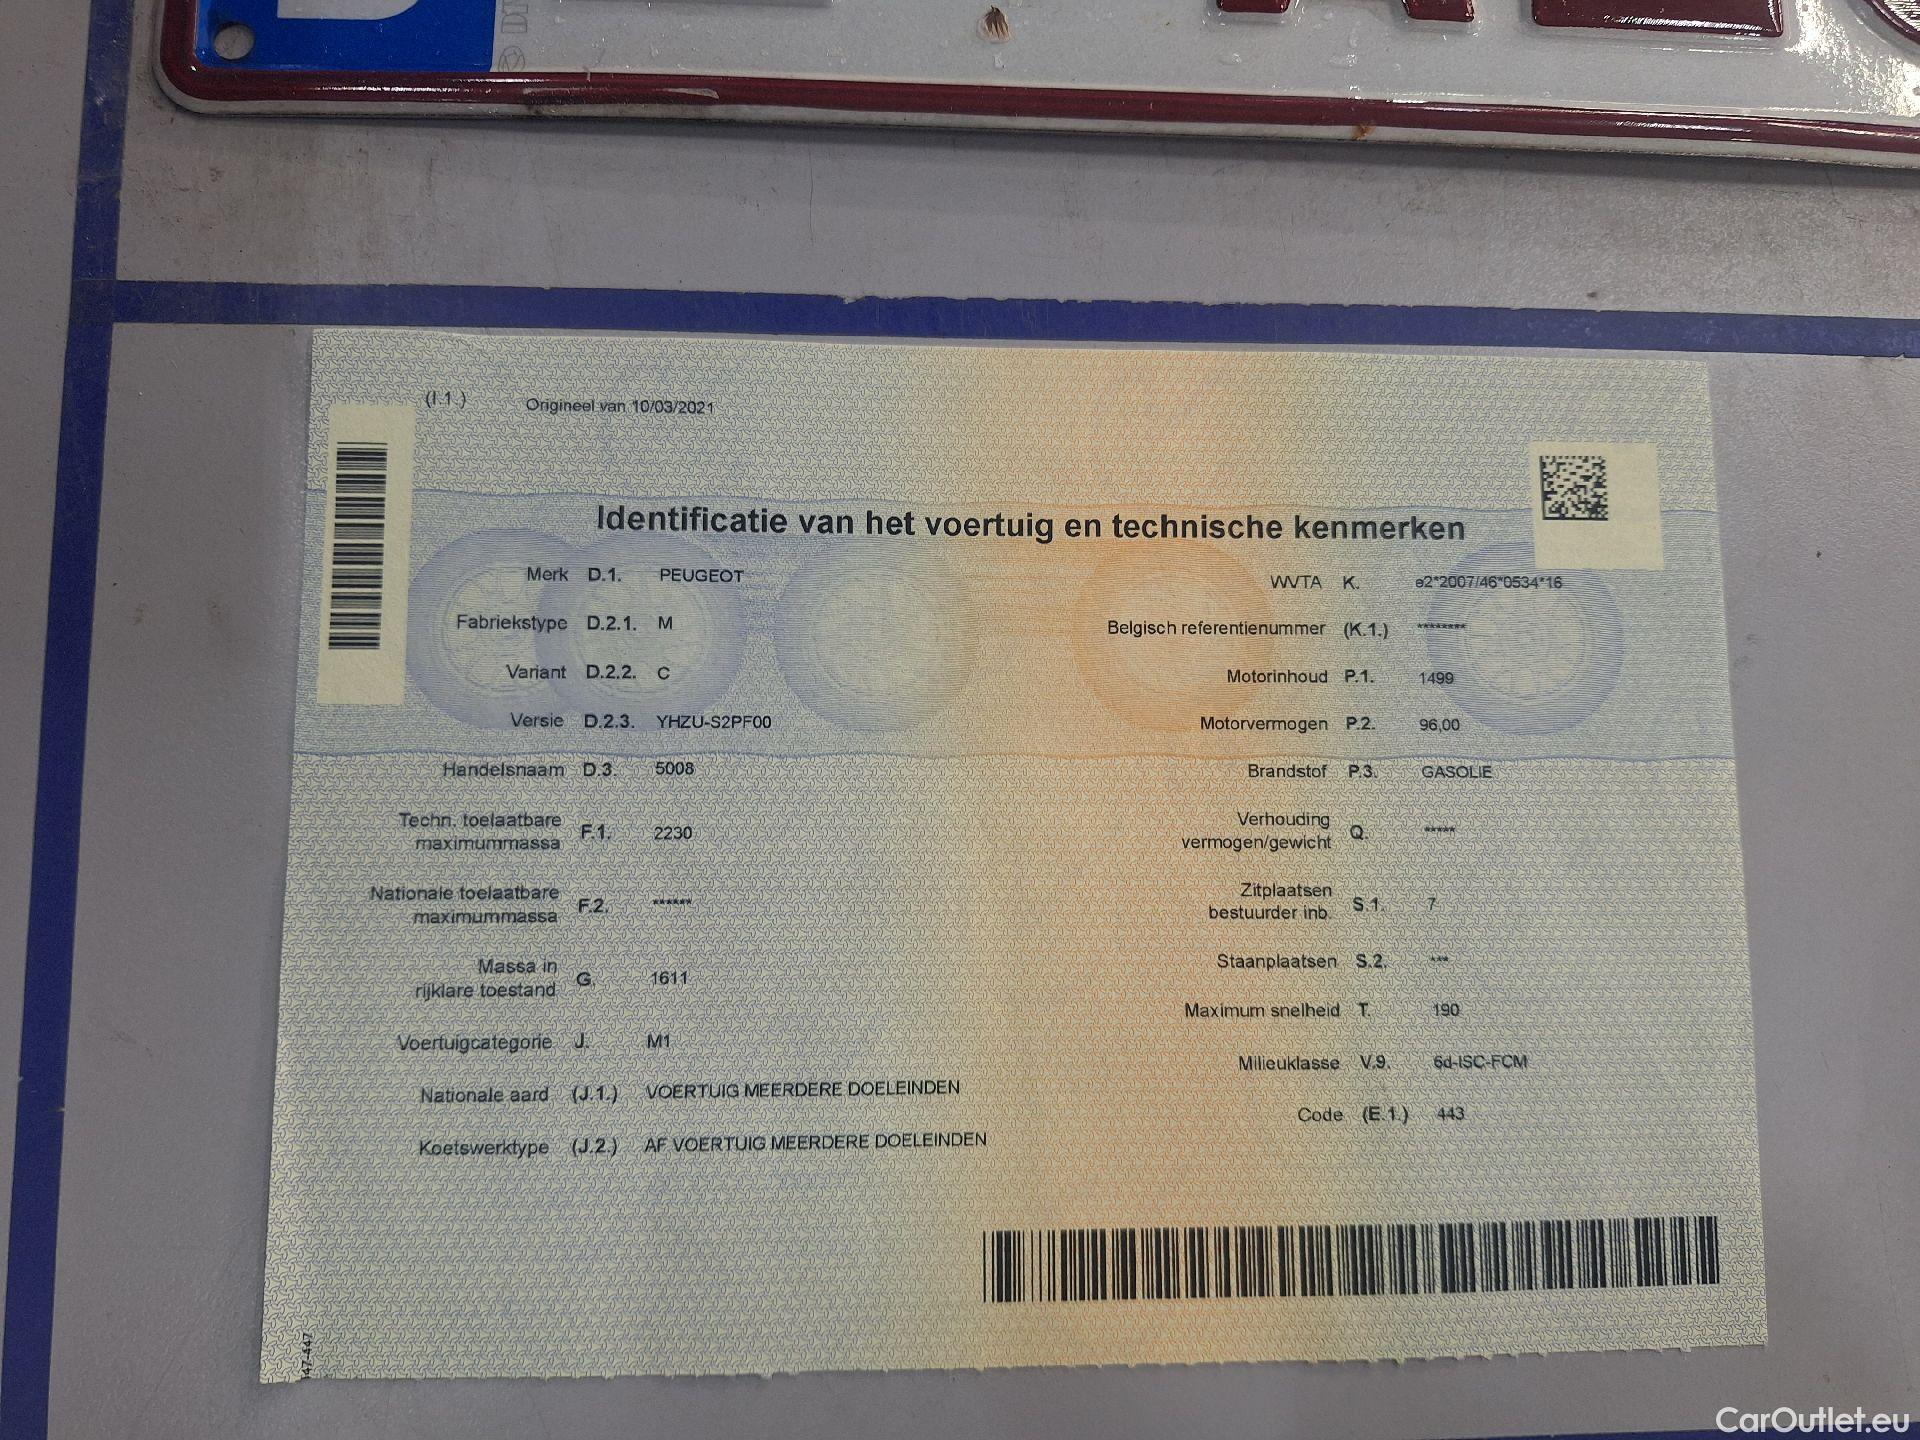 (I.1.) Origineel van 10/03/2021
Identificatie van het voertuig en technische kenmerken
Merk D.1. PEUGEOT
Fabriekstype D.2.1. M
Variant D.2.2. C
Versie D.2.3. YHZU-S2PF00
Handelsnaam D.3. 5008
Techn. toelaatbare
maximummassa F.1. 2230
Nationale toelaatbare
maximummassa F.2. ******
Massa in
rijklare toestand G. 1611
Voertuigcategorie J. M1
Nationale aard (J.1.) VOERTUIG MEERDERE DOELEINDEN
Koetswerktype (J.2.) AF VOERTUIG MEERDERE DOELEINDEN
WVTA K. e2*2007/46*0534*16
Belgisch referentienummer (K.1.) ********
Motorinhoud P.1. 1499
Motorvermogen P.2. 96,00
Brandstof P.3. GASOLIE
Verhouding
vermogen/gewicht Q. *****
Zitplaatsen
bestuurder inb. S.1. 7
Staanplaatsen S.2. ***
Maximum snelheid T. 190
Milieuklasse V.9. 6d-ISC-FCM
Code (E.1.) 443
CarOutlet.eu